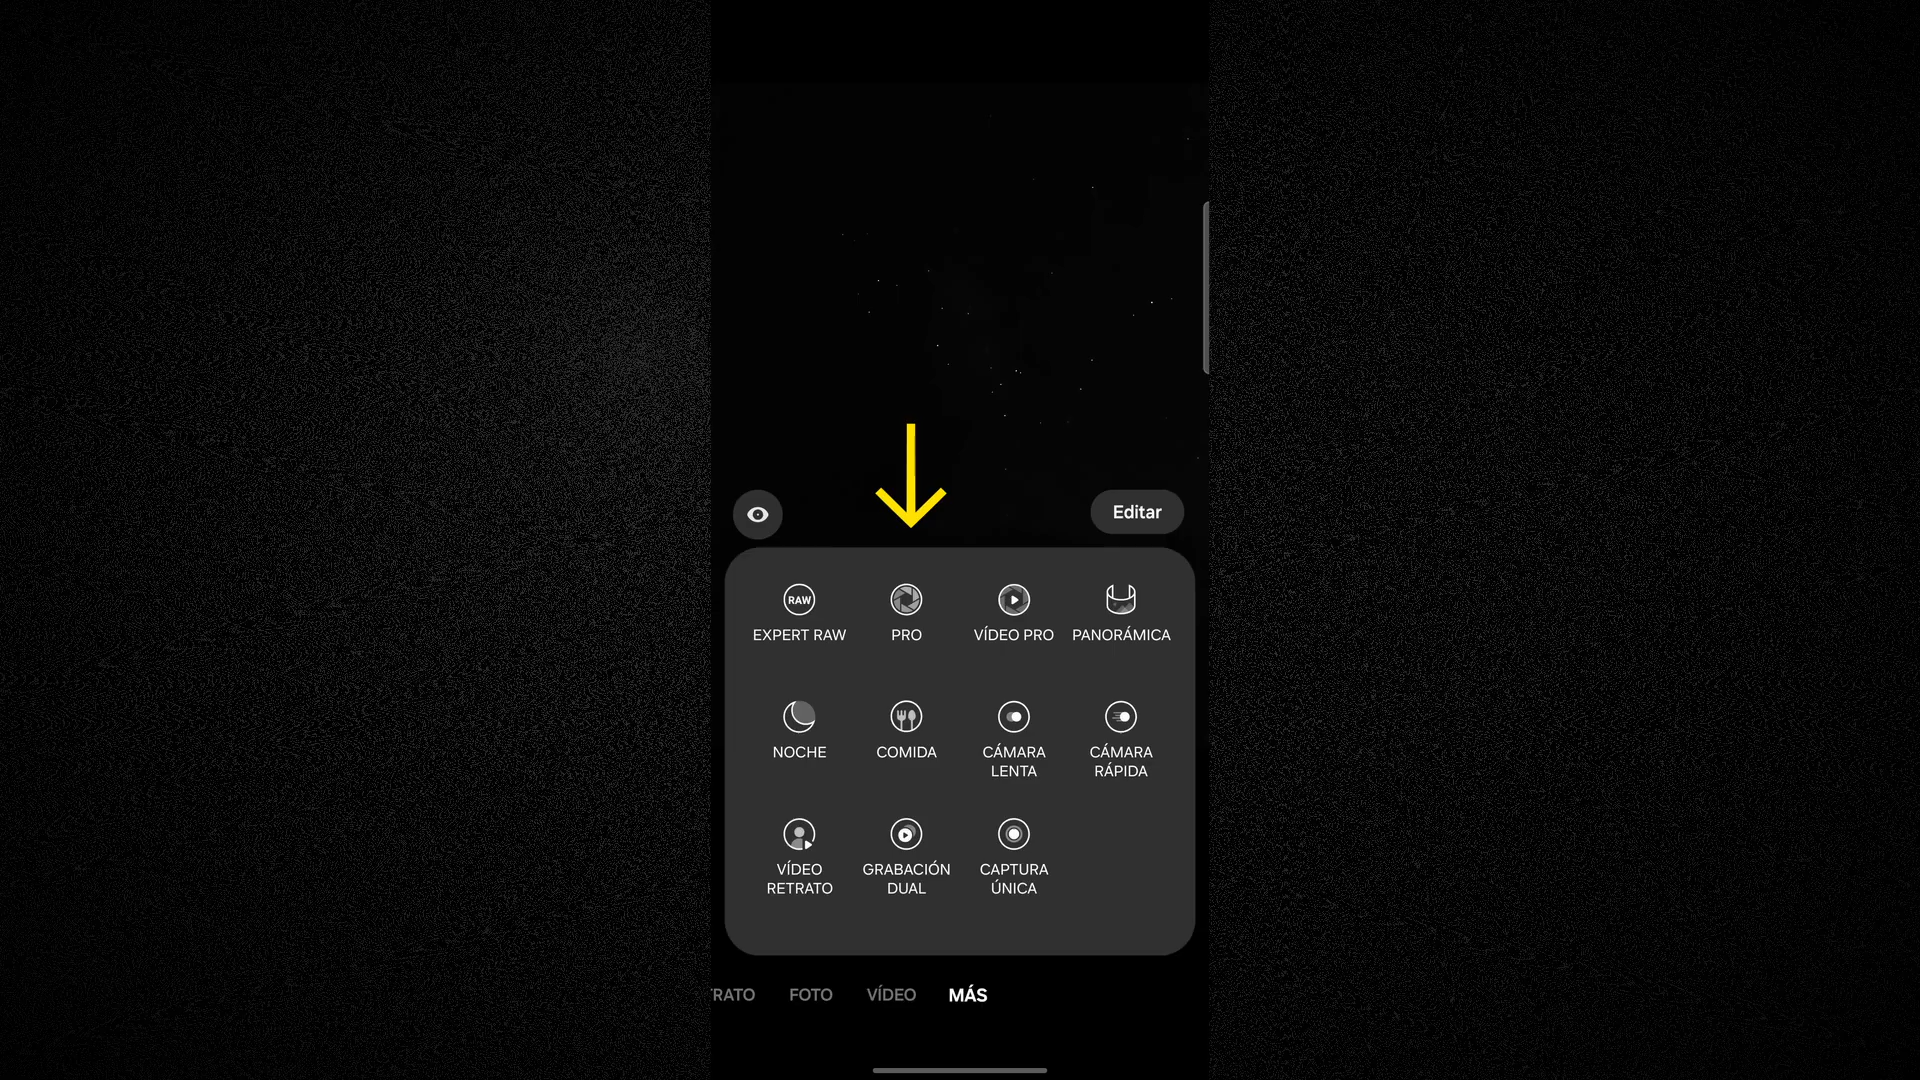 Editar
RAW
EXPERT RAW
PRO
VÍDEO PRO
PANORÁMICA
NOCHE
COMIDA
CÁMARA
LENTA
CÁMARA
RÁPIDA
VÍDEO
RETRATO
GRABACIÓN
DUAL
CAPTURA
ÚNICA
RATO
FOTO
VÍDEO
MÁS